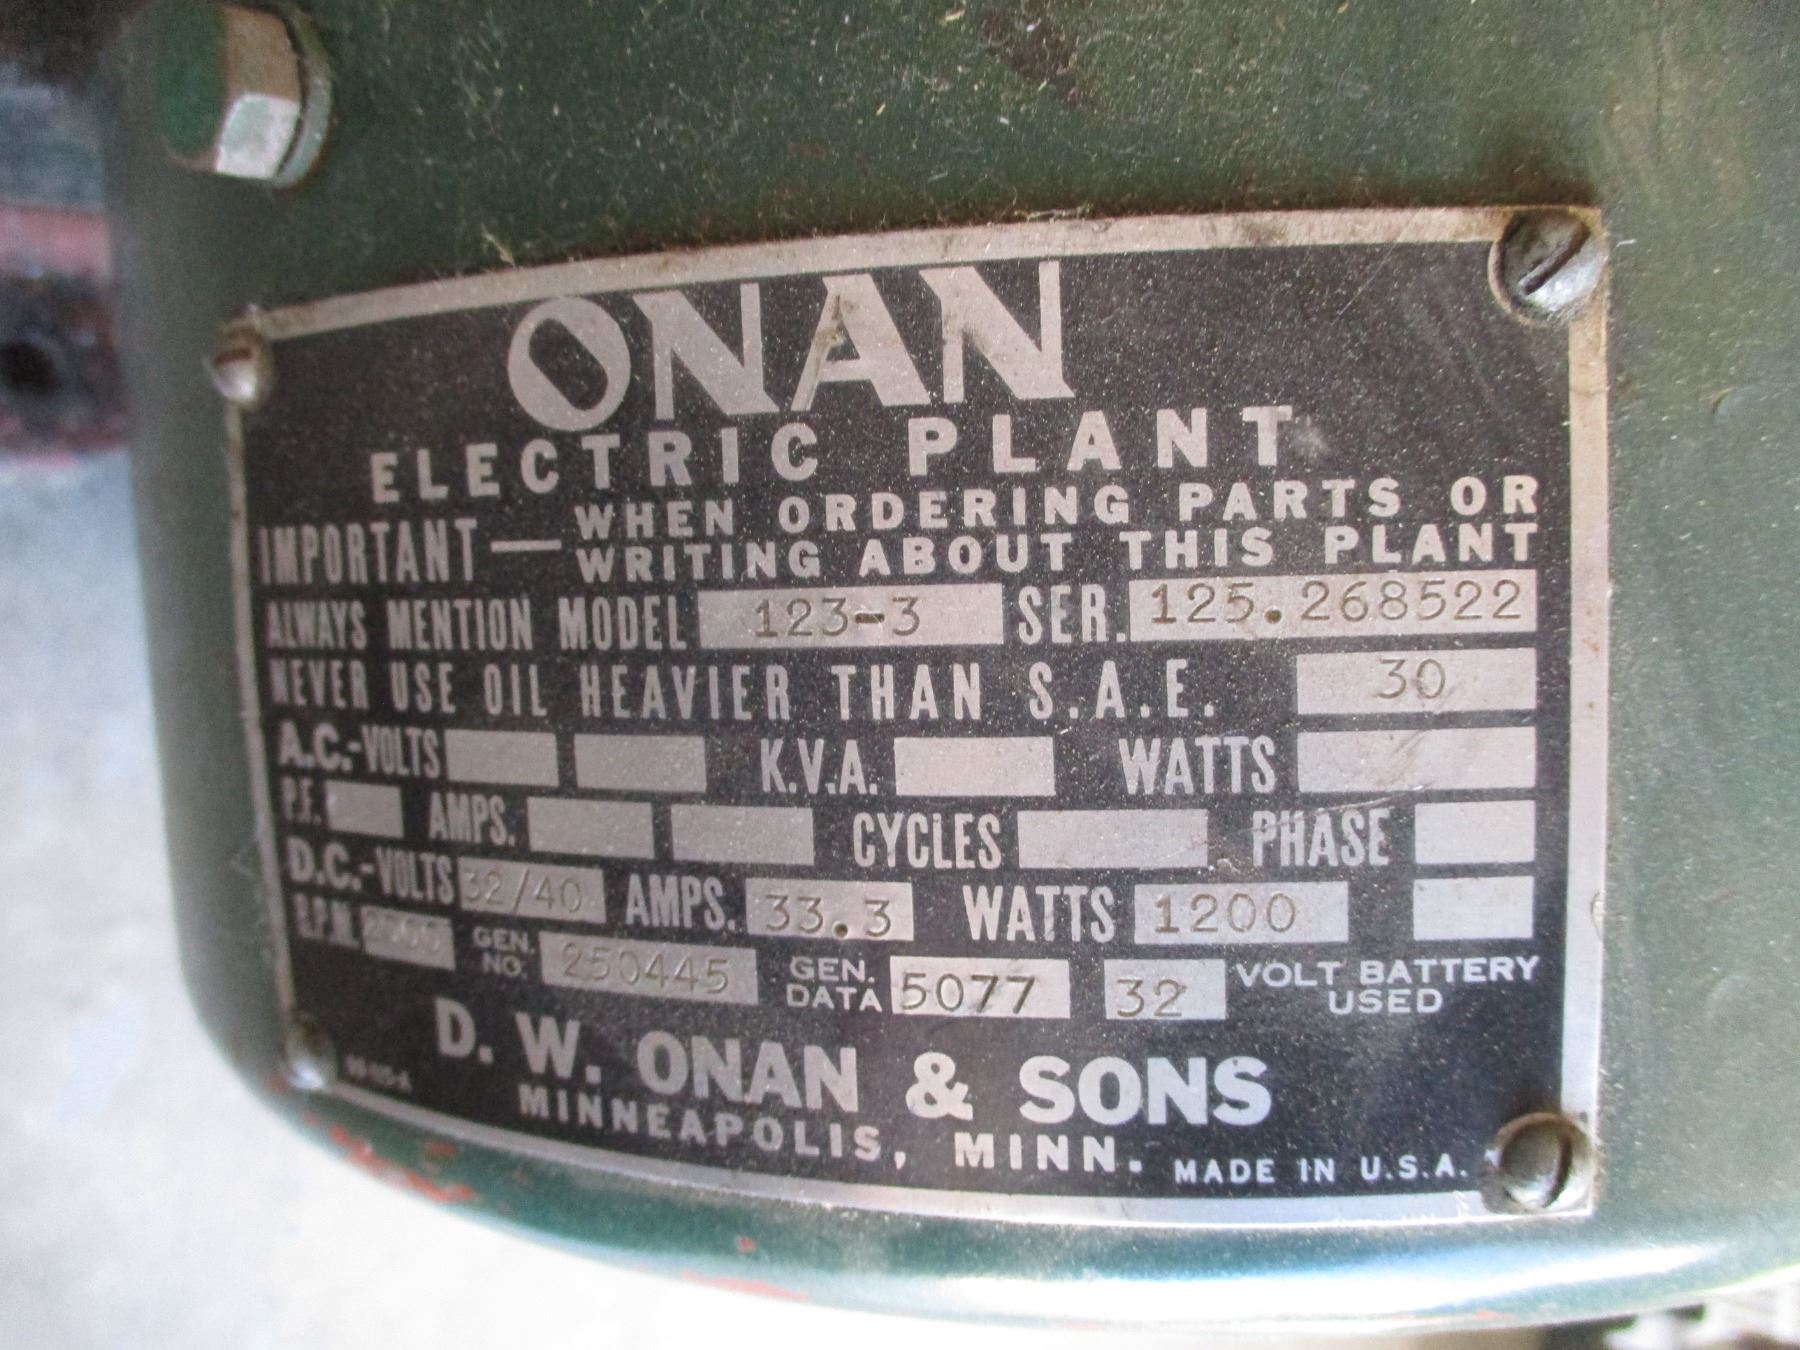 ONAN
ELECTRIC PLANT
IMPORTANT — WHEN ORDERING PARTS OR
WRITING ABOUT THIS PLANT
ALWAYS MENTION MODEL 123-3 SER. 125.268522
NEVER USE OIL HEAVIER THAN S.A.E. 30
A.C.-VOLTS K.V.A. WATTS
P.F. AMPS. CYCLES PHASE
D.C.-VOLTS 32/40 AMPS. 33.3 WATTS 1200
R.P.M. 2000 GEN. NO. 250445 GEN. DATA 5077 32 VOLT BATTERY USED
D. W. ONAN & SONS
MINNEAPOLIS, MINN. MADE IN U.S.A.